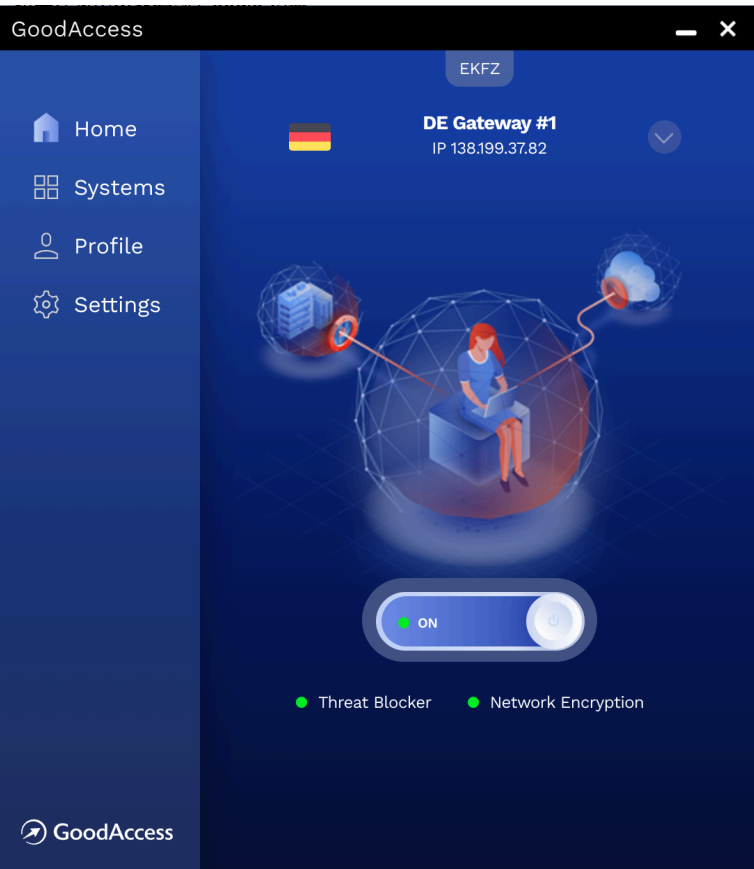 GoodAccess
EKFZ
DE Gateway #1
IP 138.199.37.82
Home
Systems
Profile
Settings
ON
Threat Blocker
Network Encryption
GoodAccess